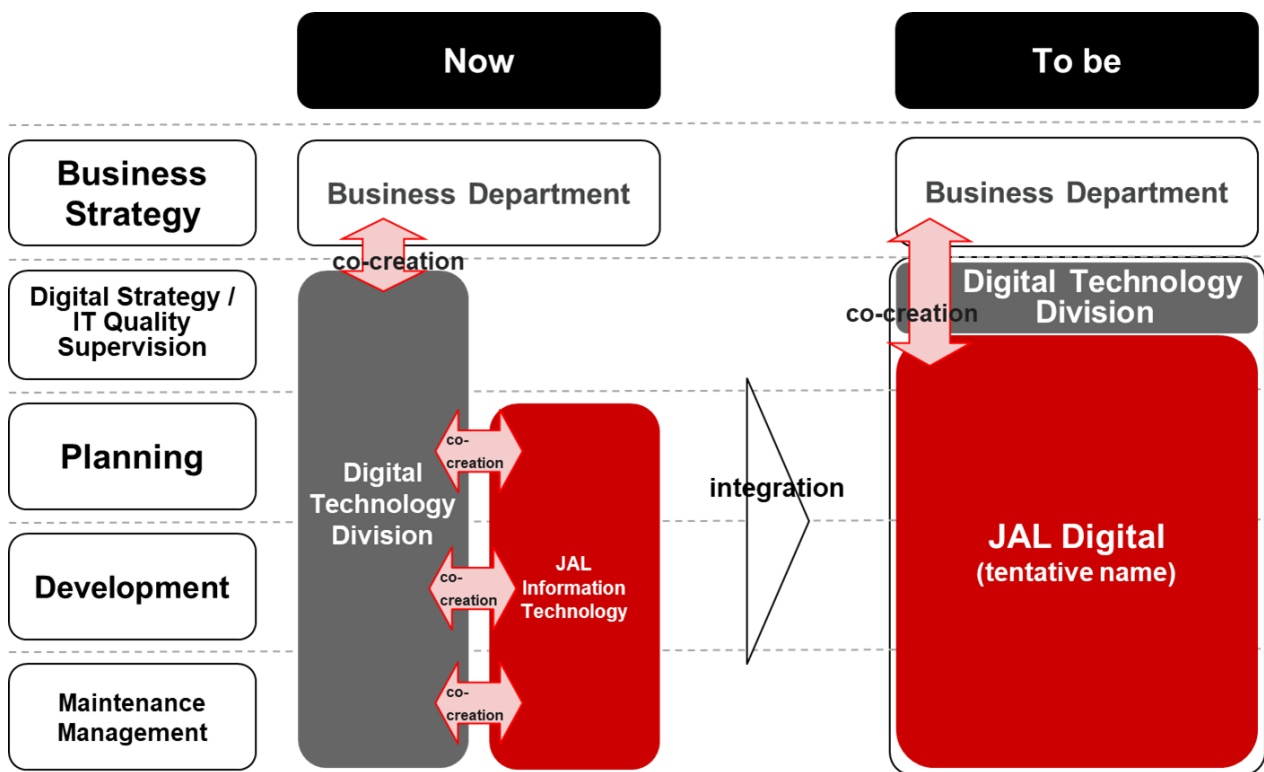 Now
To be
Business
Strategy
Business Department
Business Department
co-creation
Digital Strategy /
IT Quality
Supervision
Digital Technology
Division
co-creation
Planning
co-
creation
Digital
Technology
Division
integration
Development
co-
creation
JAL
Information
Technology
JAL Digital
(tentative name)
Maintenance
Management
co-
creation